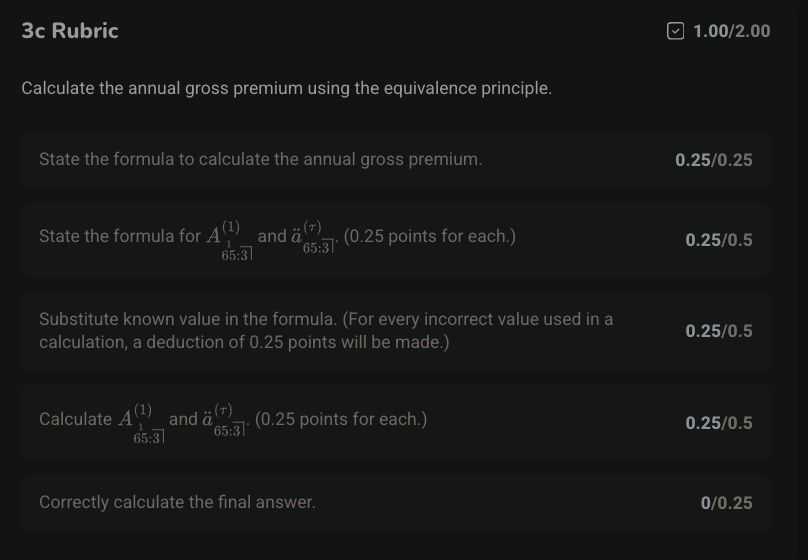 3c Rubric 1.00/2.00
Calculate the annual gross premium using the equivalence principle.
State the formula to calculate the annual gross premium. 0.25/0.25
State the formula for A^{(1)}_{\overset{1}{65}:\overline{3}|} and ä^{(τ)}_{65:\overline{3}|}. (0.25 points for each.) 0.25/0.5
Substitute known value in the formula. (For every incorrect value used in a
calculation, a deduction of 0.25 points will be made.) 0.25/0.5
Calculate A^{(1)}_{\overset{1}{65}:\overline{3}|} and ä^{(τ)}_{65:\overline{3}|}. (0.25 points for each.) 0.25/0.5
Correctly calculate the final answer. 0/0.25